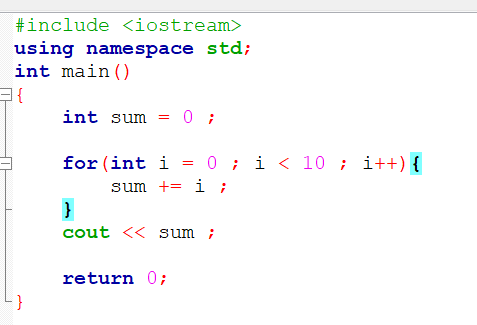 #include <iostream>
using namespace std;
int main()
{
int sum = 0 ;
for(int i = 0 ; i < 10 ; i++){
sum += i ;
}
cout << sum ;
return 0;
}